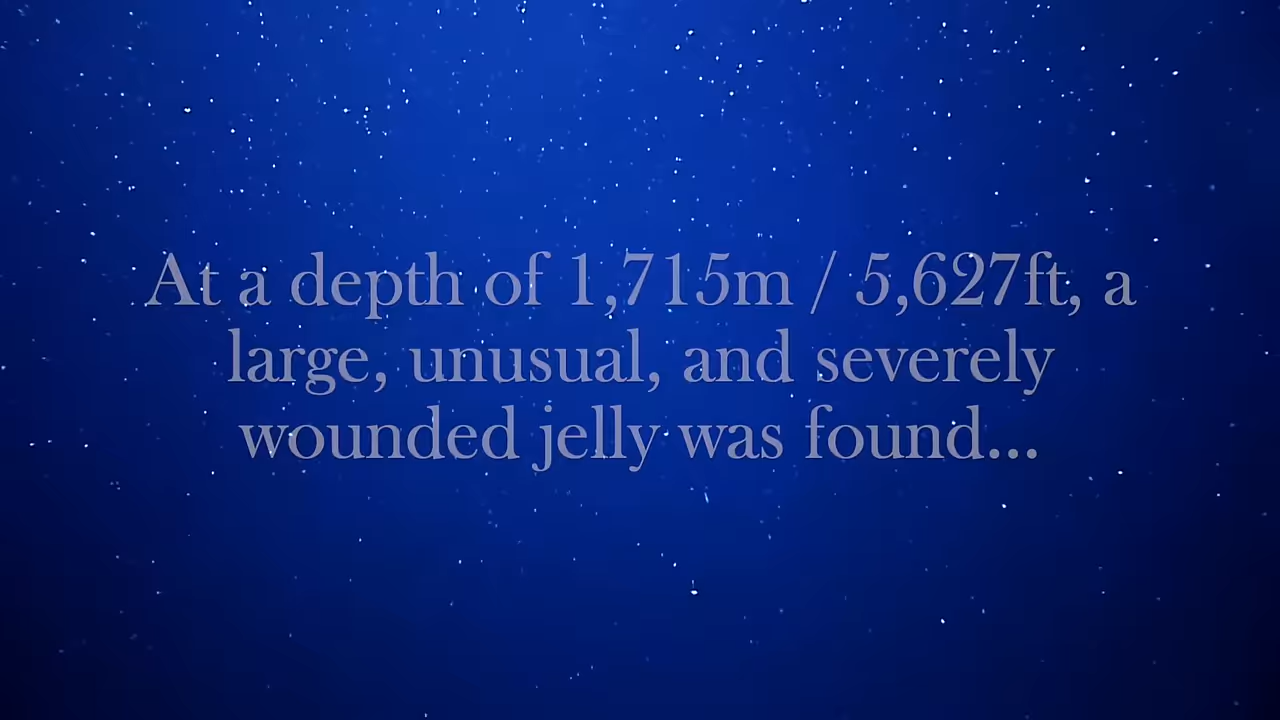 At a depth of 1,715m / 5,627ft, a
large, unusual, and severely
wounded jelly was found...